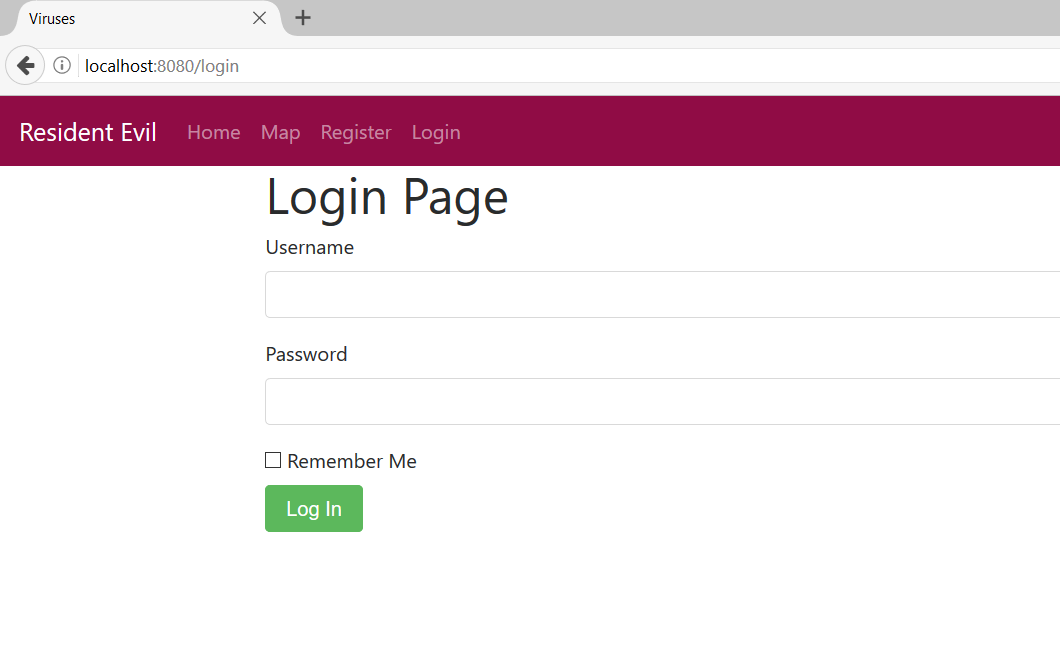 Viruses
localhost:8080/login
Resident Evil Home Map Register Login
Login Page
Username
Password
Remember Me
Log In